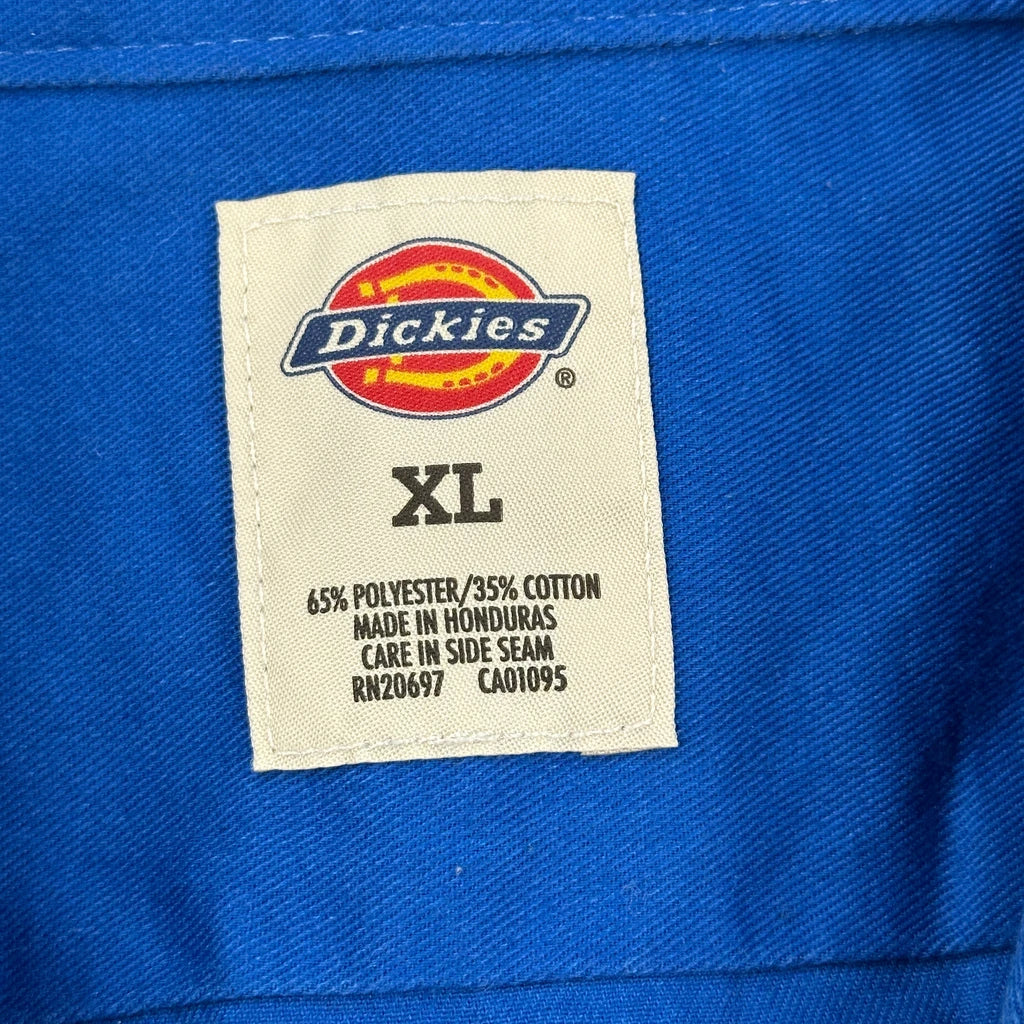 Dickies
®
XL
65% POLYESTER/35% COTTON
MADE IN HONDURAS
CARE IN SIDE SEAM
RN20697 CA01095